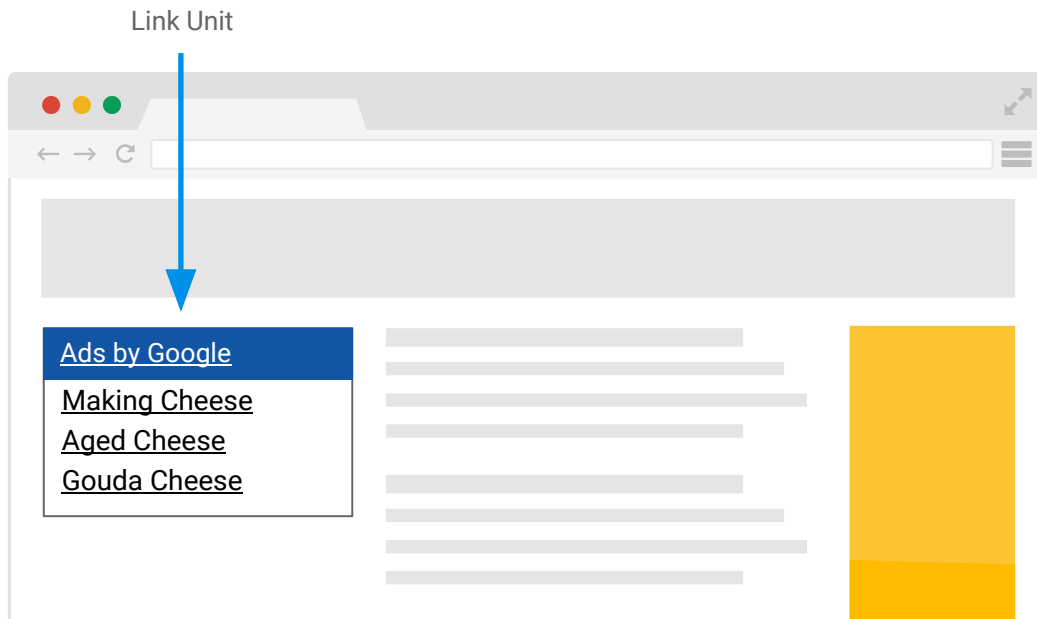 Link Unit
Ads by Google
Making Cheese
Aged Cheese
Gouda Cheese